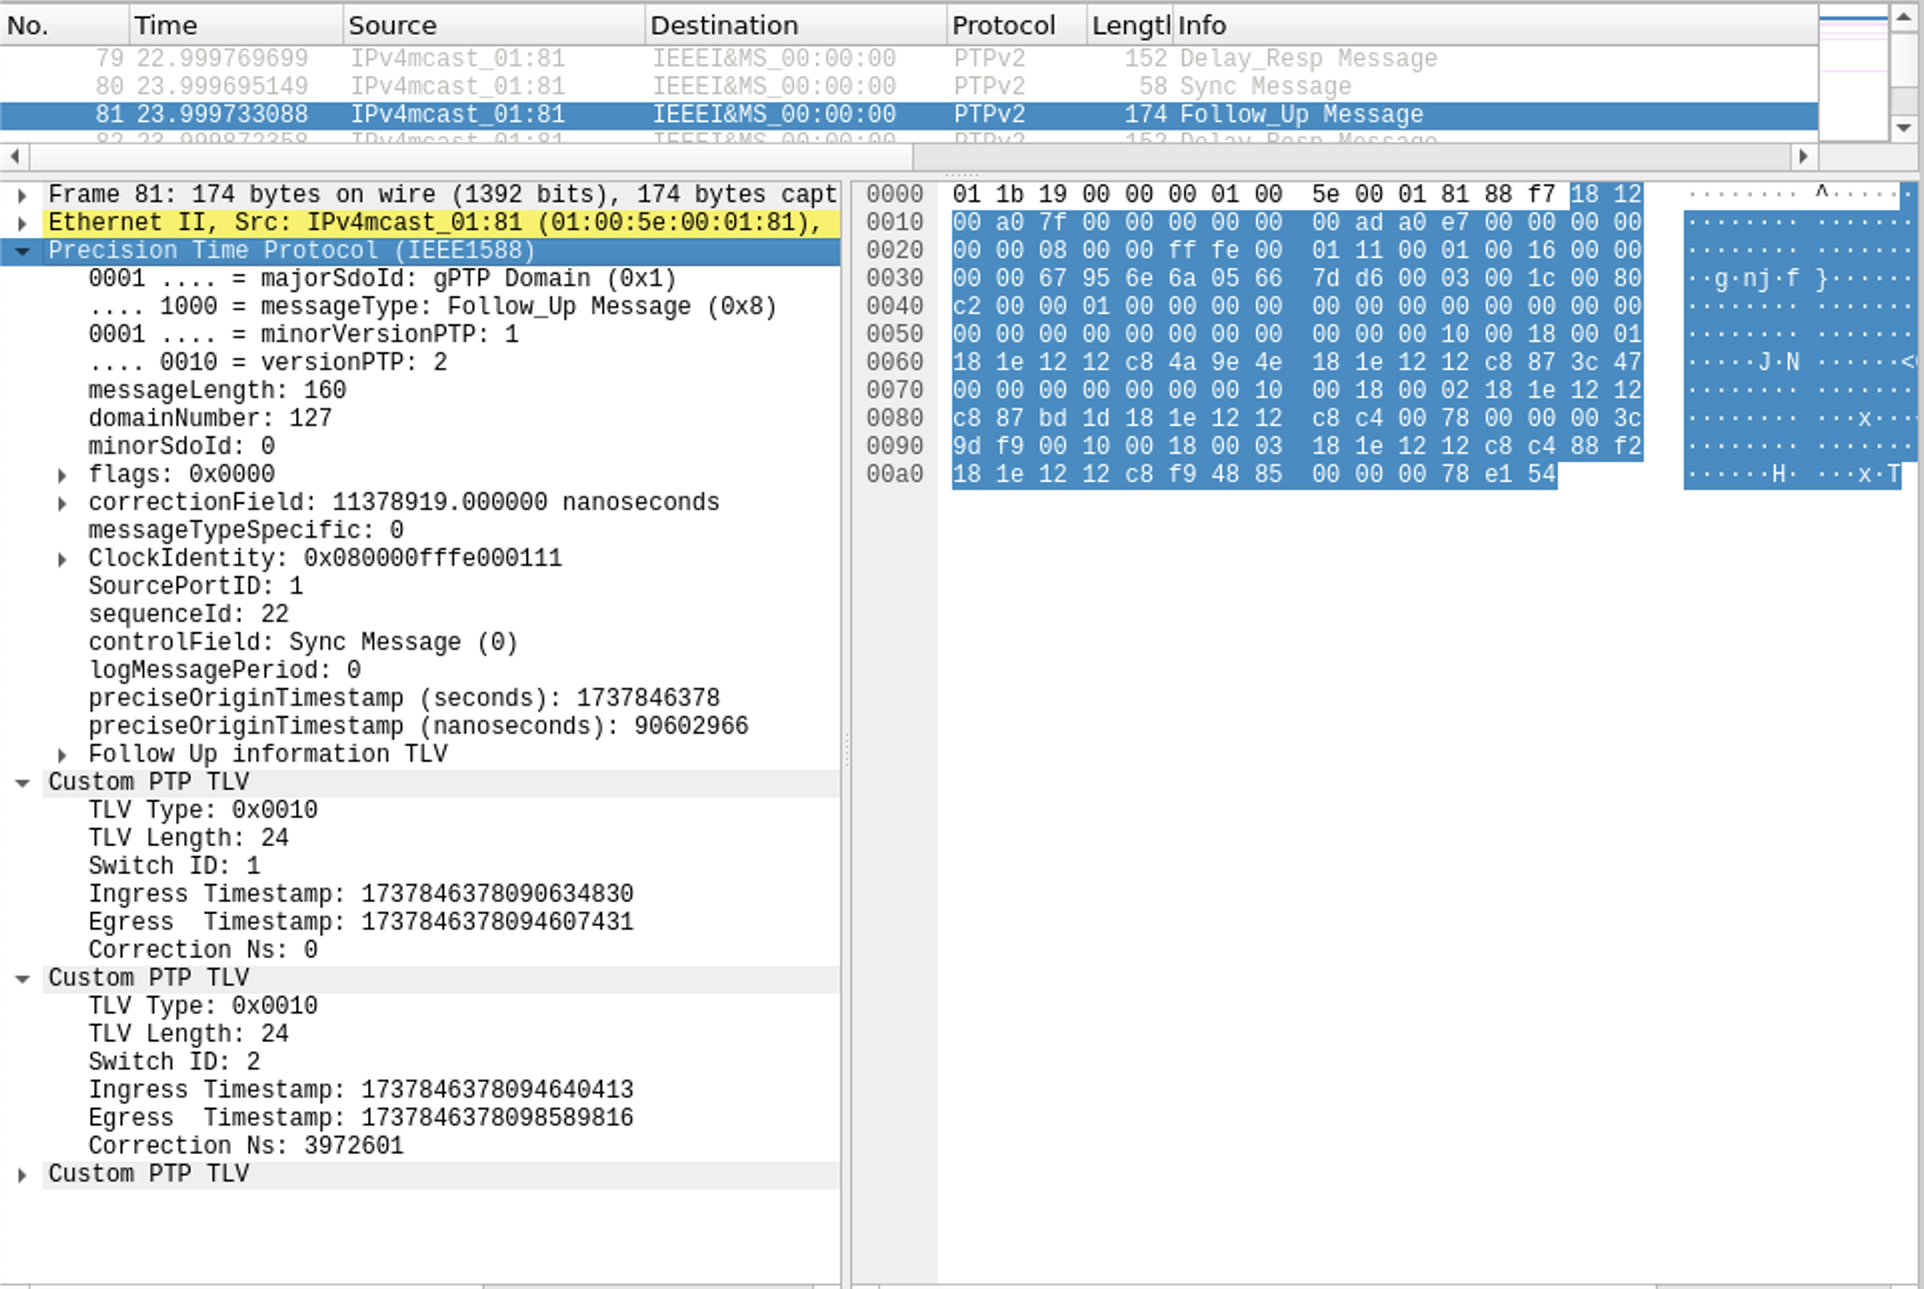 No. Time Source Destination Protocol Lengtl Info
79 22.999769699 IPv4mcast_01:81 IEEEI&MS_00:00:00 PTPv2 152 Delay_Resp Message
80 23.999695149 IPv4mcast_01:81 IEEEI&MS_00:00:00 PTPv2 58 Sync Message
81 23.999733088 IPv4mcast_01:81 IEEEI&MS_00:00:00 PTPv2 174 Follow_Up Message
82 23.999872358 IPv4mcast_01:81 IEEEI&MS_00:00:00 PTPv2 152 Delay_Resp Message
Frame 81: 174 bytes on wire (1392 bits), 174 bytes capt
Ethernet II, Src: IPv4mcast_01:81 (01:00:5e:00:01:81),
Precision Time Protocol (IEEE1588)
0001 .... = majorSdoId: gPTP Domain (0x1)
.... 1000 = messageType: Follow_Up Message (0x8)
0001 .... = minorVersionPTP: 1
.... 0010 = versionPTP: 2
messageLength: 160
domainNumber: 127
minorSdoId: 0
flags: 0x0000
correctionField: 11378919.000000 nanoseconds
messageTypeSpecific: 0
ClockIdentity: 0x080000fffe000111
SourcePortID: 1
sequenceId: 22
controlField: Sync Message (0)
logMessagePeriod: 0
preciseOriginTimestamp (seconds): 1737846378
preciseOriginTimestamp (nanoseconds): 90602966
Follow Up information TLV
Custom PTP TLV
TLV Type: 0x0010
TLV Length: 24
Switch ID: 1
Ingress Timestamp: 1737846378090634830
Egress  Timestamp: 1737846378094607431
Correction Ns: 0
Custom PTP TLV
TLV Type: 0x0010
TLV Length: 24
Switch ID: 2
Ingress Timestamp: 1737846378094640413
Egress  Timestamp: 1737846378098589816
Correction Ns: 3972601
Custom PTP TLV
0000 01 1b 19 00 00 00 01 00 5e 00 01 81 88 f7 18 12 ········ ^·······
0010 00 a0 7f 00 00 00 00 00 00 ad a0 e7 00 00 00 00 ········ ·······
0020 00 00 08 00 00 ff fe 00 01 11 00 01 00 16 00 00 ········ ·······
0030 00 00 67 95 6e 6a 05 66 7d d6 00 03 00 1c 00 80 ··g·nj·f }······
0040 c2 00 00 01 00 00 00 00 00 00 00 00 00 00 00 00 ········ ·······
0050 00 00 00 00 00 00 00 00 00 00 00 10 00 18 00 01 ········ ·······
0060 18 1e 12 12 c8 4a 9e 4e 18 1e 12 12 c8 87 3c 47 ·····J·N ······<
0070 00 00 00 00 00 00 00 10 00 18 00 02 18 1e 12 12 ········ ·······
0080 c8 87 bd 1d 18 1e 12 12 c8 c4 00 78 00 00 00 3c ········ ···x···
0090 9d f9 00 10 00 18 00 03 18 1e 12 12 c8 c4 88 f2 ········ ·······
00a0 18 1e 12 12 c8 f9 48 85 00 00 00 78 e1 54 ······H· ···x·T